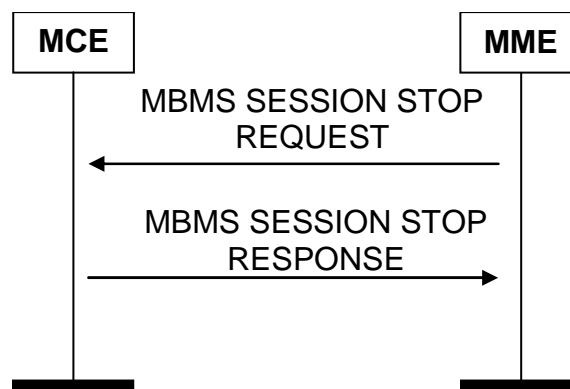 MCE
MME
MBMS SESSION STOP
REQUEST
MBMS SESSION STOP
RESPONSE